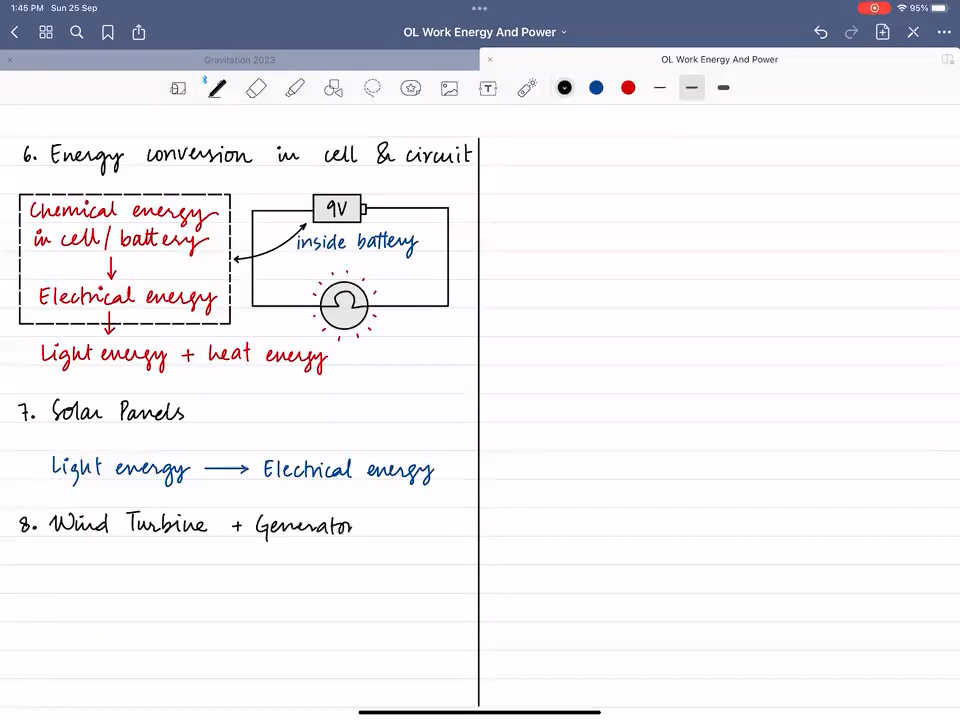 1:45 PM Sun 25 Sep
95%
OL Work Energy And Power
Gravitation 2023
OL Work Energy And Power
6. Energy conversion in cell & circuit
Chemical energy
in cell / battery
Electrical energy
Light energy + heat energy
9V
inside battery
7. Solar Panels
Light energy → Electrical energy
8. Wind Turbine + Generator